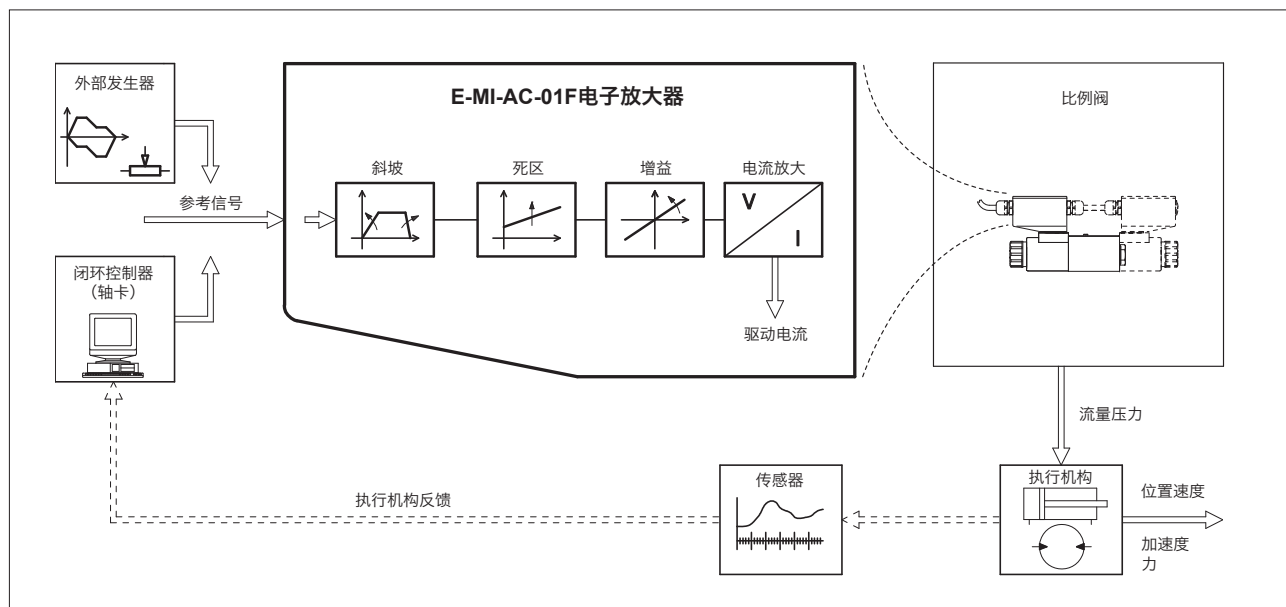 外部发生器
E-MI-AC-01F电子放大器
比例阀
斜坡
死区
增益
电流放大
V
I
参考信号
闭环控制器
（轴卡）
驱动电流
流量压力
传感器
执行机构
执行机构反馈
位置速度
加速度
力